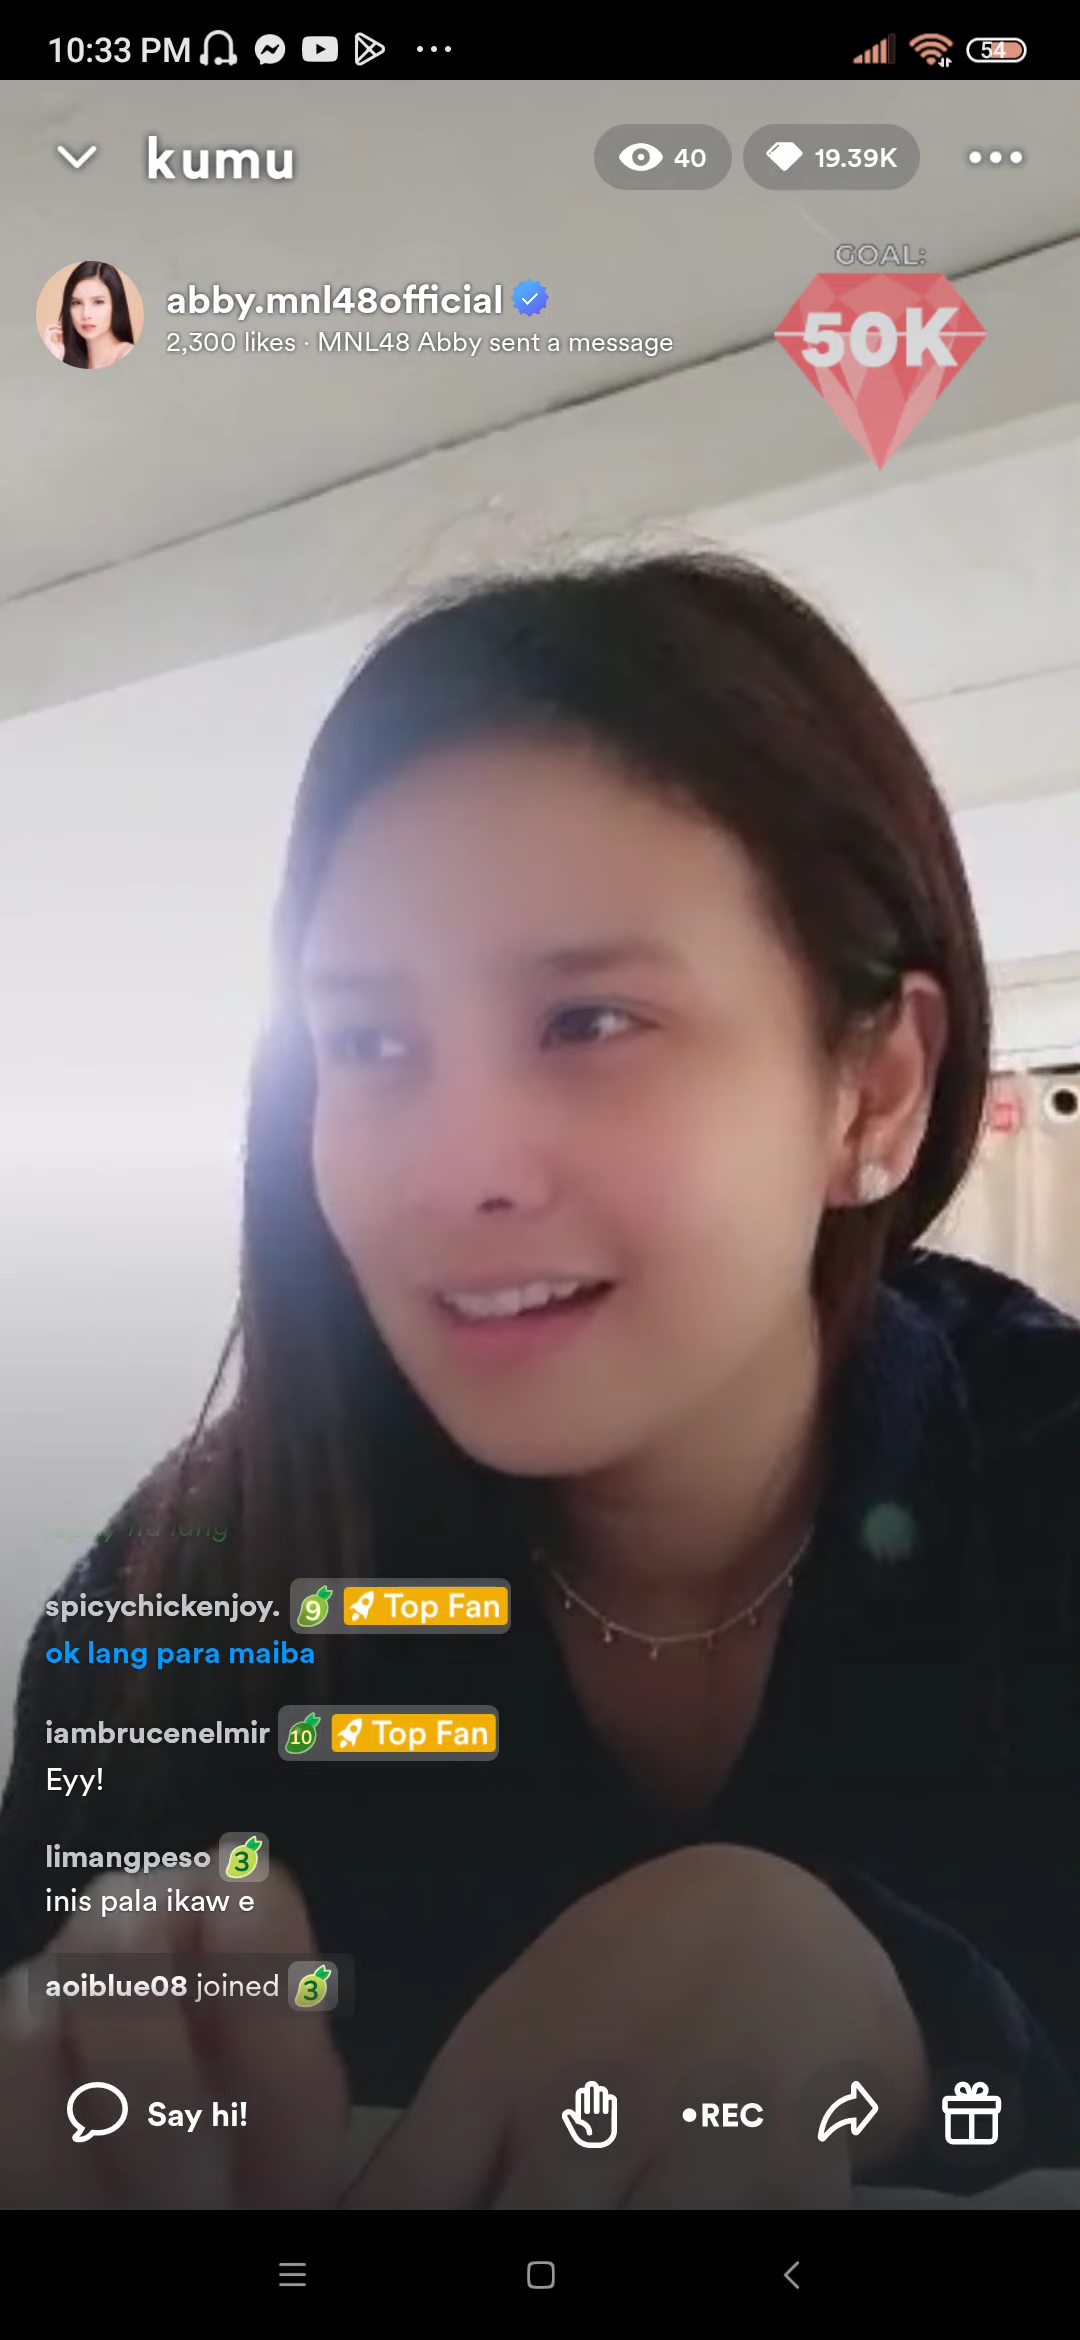 10:33 PM
54
kumu
40
19.39K
GOAL:
50K
abby.mnl48official
2,300 likes · MNL48 Abby sent a message
na lang
spicychickenjoy. 9 Top Fan
ok lang para maiba
iambrucenelmir 10 Top Fan
Eyy!
limangpeso 3
inis pala ikaw e
aoiblue08 joined 3
Say hi!
•REC